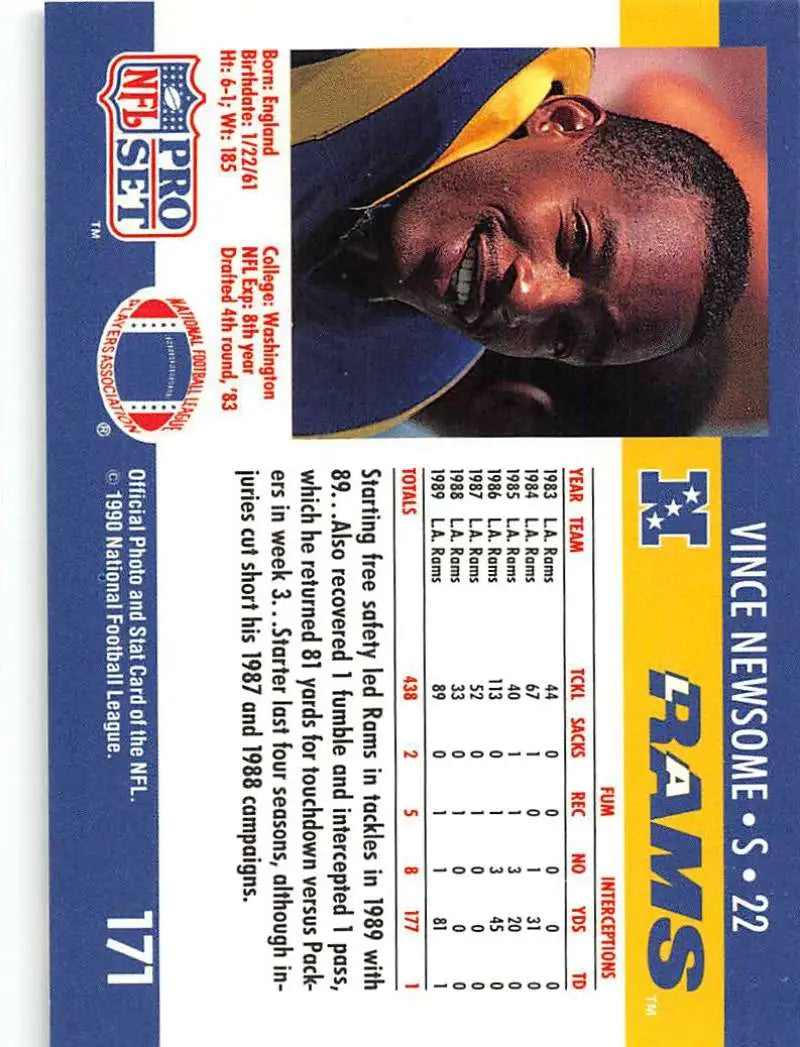 VINCE NEWSOME • S • 22
RAMS™
Born: England
Birthdate: 1/22/61
Ht: 6-1; Wt: 185
College: Washington
NFL Exp: 8th year
Drafted 4th round, '83
FUM INTERCEPTIONS
YEAR TEAM TCKL SACKS REC NO YDS TD
1983 L.A. Rams 44 0 0 0 0 0
1984 L.A. Rams 67 1 0 1 31 0
1985 L.A. Rams 40 1 1 3 20 0
1986 L.A. Rams 113 0 1 3 45 0
1987 L.A. Rams 52 0 1 0 0 0
1988 L.A. Rams 33 0 1 0 0 0
1989 L.A. Rams 89 0 1 1 81 1
TOTALS 438 2 5 8 177 1
Starting free safety led Rams in tackles in 1989 with
89...Also recovered 1 fumble and intercepted 1 pass,
which he returned 81 yards for touchdown versus Pack-
ers in week 3...Starter last four seasons, although in-
juries cut short his 1987 and 1988 campaigns.
NFL
PRO
SET
™
NATIONAL FOOTBALL LEAGUE
PLAYERS ASSOCIATION
®
Official Photo and Stat Card of the NFL.
© 1990 National Football League.
171